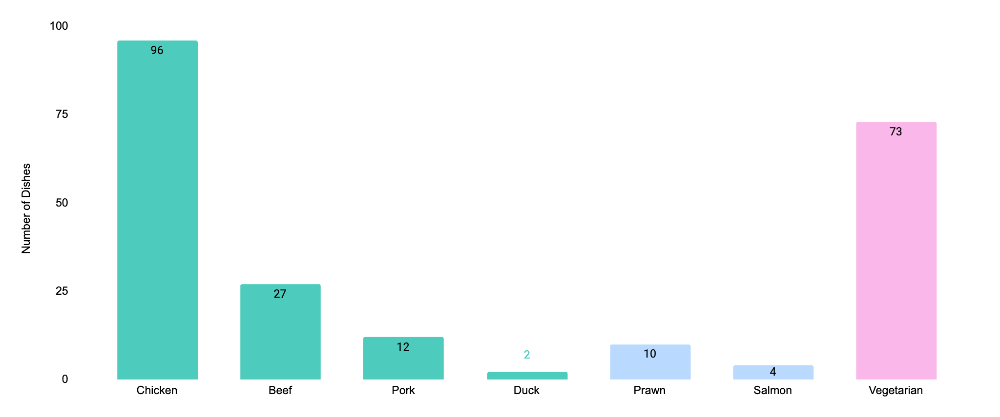 100
75
50
25
0
Number of Dishes
96
27
12
2
10
4
73
Chicken
Beef
Pork
Duck
Prawn
Salmon
Vegetarian